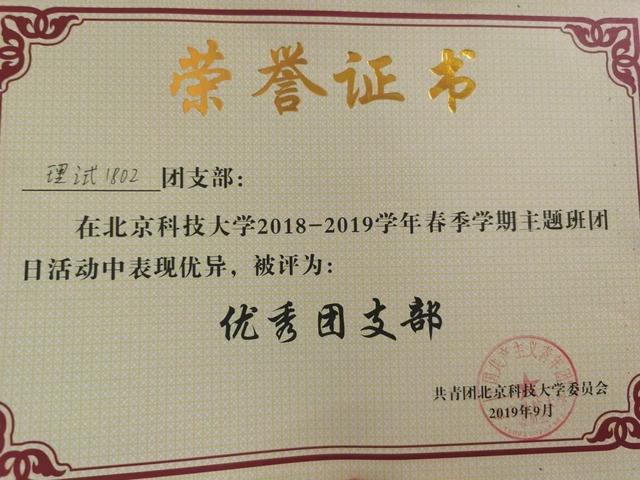 荣誉证书
理试1802 团支部：
在北京科技大学2018-2019学年春季学期主题班团
日活动中表现优异，被评为：
优秀团支部
共青团北京科技大学委员会
2019年9月